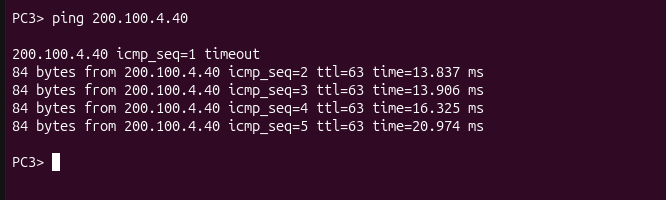 PC3> ping 200.100.4.40
200.100.4.40 icmp_seq=1 timeout
84 bytes from 200.100.4.40 icmp_seq=2 ttl=63 time=13.837 ms
84 bytes from 200.100.4.40 icmp_seq=3 ttl=63 time=13.906 ms
84 bytes from 200.100.4.40 icmp_seq=4 ttl=63 time=16.325 ms
84 bytes from 200.100.4.40 icmp_seq=5 ttl=63 time=20.974 ms
PC3>